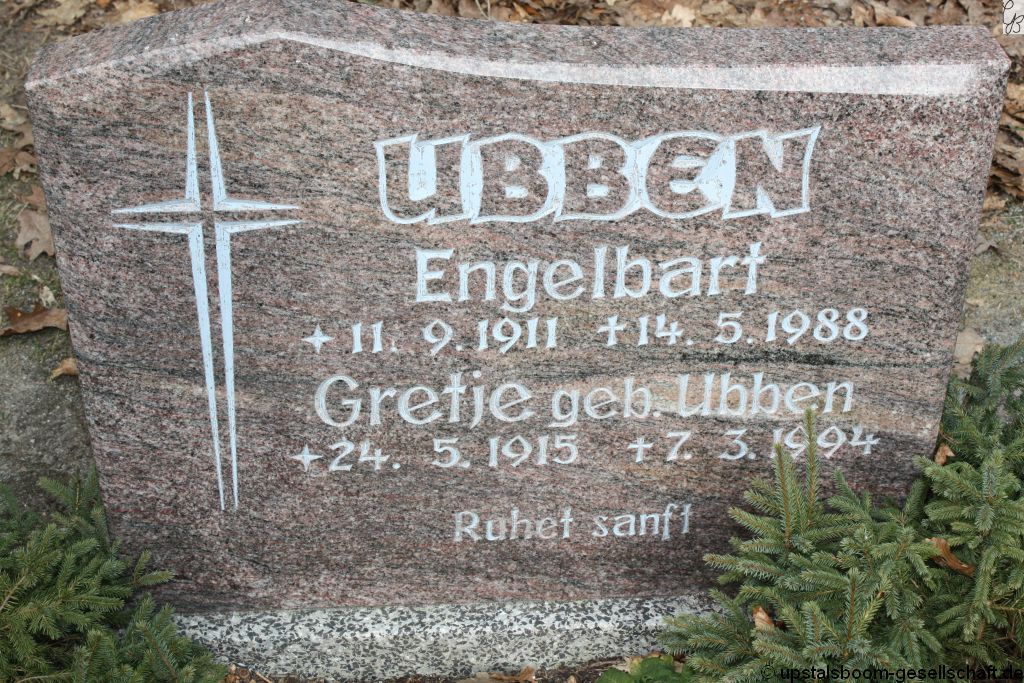 UBBEN
Engelbart
✦ 11. 9. 1911 ✝ 14. 5. 1988
Gretje geb. Ubben
✦ 24. 5. 1915 ✝ 7. 3. 1994
Ruhet sanft
© upstalsboom-gesellschaft.de